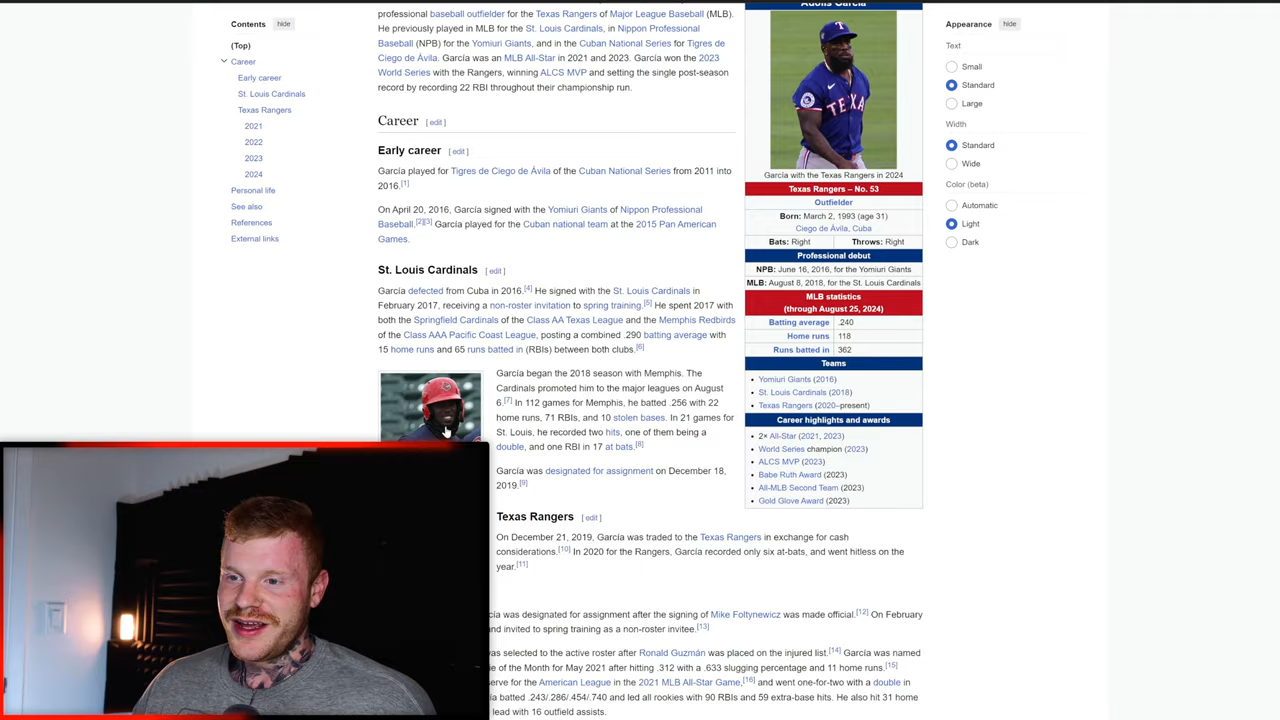 Contents hide
(Top)
Career
Early career
St. Louis Cardinals
Texas Rangers
2021
2022
2023
2024
Personal life
See also
References
External links
professional baseball outfielder for the Texas Rangers of Major League Baseball (MLB).
He previously played in MLB for the St. Louis Cardinals, in Nippon Professional
Baseball (NPB) for the Yomiuri Giants, and in the Cuban National Series for Tigres de
Ciego de Ávila. García was an MLB All-Star in 2021 and 2023. García won the 2023
World Series with the Rangers, winning ALCS MVP and setting the single post-season
record by recording 22 RBI throughout their championship run.
Career [ edit ]
Early career [ edit ]
García played for Tigres de Ciego de Ávila of the Cuban National Series from 2011 into
2016.[1]
On April 20, 2016, García signed with the Yomiuri Giants of Nippon Professional
Baseball.[2][3] García played for the Cuban national team at the 2015 Pan American
Games.
St. Louis Cardinals [ edit ]
García defected from Cuba in 2016.[4] He signed with the St. Louis Cardinals in
February 2017, receiving a non-roster invitation to spring training.[5] He spent 2017 with
both the Springfield Cardinals of the Class AA Texas League and the Memphis Redbirds
of the Class AAA Pacific Coast League, posting a combined .290 batting average with
15 home runs and 65 runs batted in (RBIs) between both clubs.[6]
García began the 2018 season with Memphis. The
Cardinals promoted him to the major leagues on August
6.[7] In 112 games for Memphis, he batted .256 with 22
home runs, 71 RBIs, and 10 stolen bases. In 21 games for
St. Louis, he recorded two hits, one of them being a
double, and one RBI in 17 at bats.[8]
García was designated for assignment on December 18,
2019.[9]
Texas Rangers [ edit ]
On December 21, 2019, García was traded to the Texas Rangers in exchange for cash
considerations.[10] In 2020 for the Rangers, García recorded only six at-bats, and went hitless on the
year.[11]
cía was designated for assignment after the signing of Mike Foltynewicz was made official.[12] On February
and invited to spring training as a non-roster invitee.[13]
was selected to the active roster after Ronald Guzmán was placed on the injured list.[14] García was named
e of the Month for May 2021 after hitting .312 with a .633 slugging percentage and 11 home runs.[15]
serve for the American League in the 2021 MLB All-Star Game,[16] and went one-for-two with a double in
ía batted .243/.286/.454/.740 and led all rookies with 90 RBIs and 59 extra-base hits. He also hit 31 home
lead with 16 outfield assists.
Adolis García
T
TEXA
García with the Texas Rangers in 2024
Texas Rangers – No. 53
Outfielder
Born: March 2, 1993 (age 31)
Ciego de Ávila, Cuba
Bats: Right Throws: Right
Professional debut
NPB: June 16, 2016, for the Yomiuri Giants
MLB: August 8, 2018, for the St. Louis Cardinals
MLB statistics
(through August 25, 2024)
Batting average .240
Home runs 118
Runs batted in 362
Teams
• Yomiuri Giants (2016)
• St. Louis Cardinals (2018)
• Texas Rangers (2020–present)
Career highlights and awards
• 2× All-Star (2021, 2023)
• World Series champion (2023)
• ALCS MVP (2023)
• Babe Ruth Award (2023)
• All-MLB Second Team (2023)
• Gold Glove Award (2023)
Appearance hide
Text
Small
Standard
Large
Width
Standard
Wide
Color (beta)
Automatic
Light
Dark